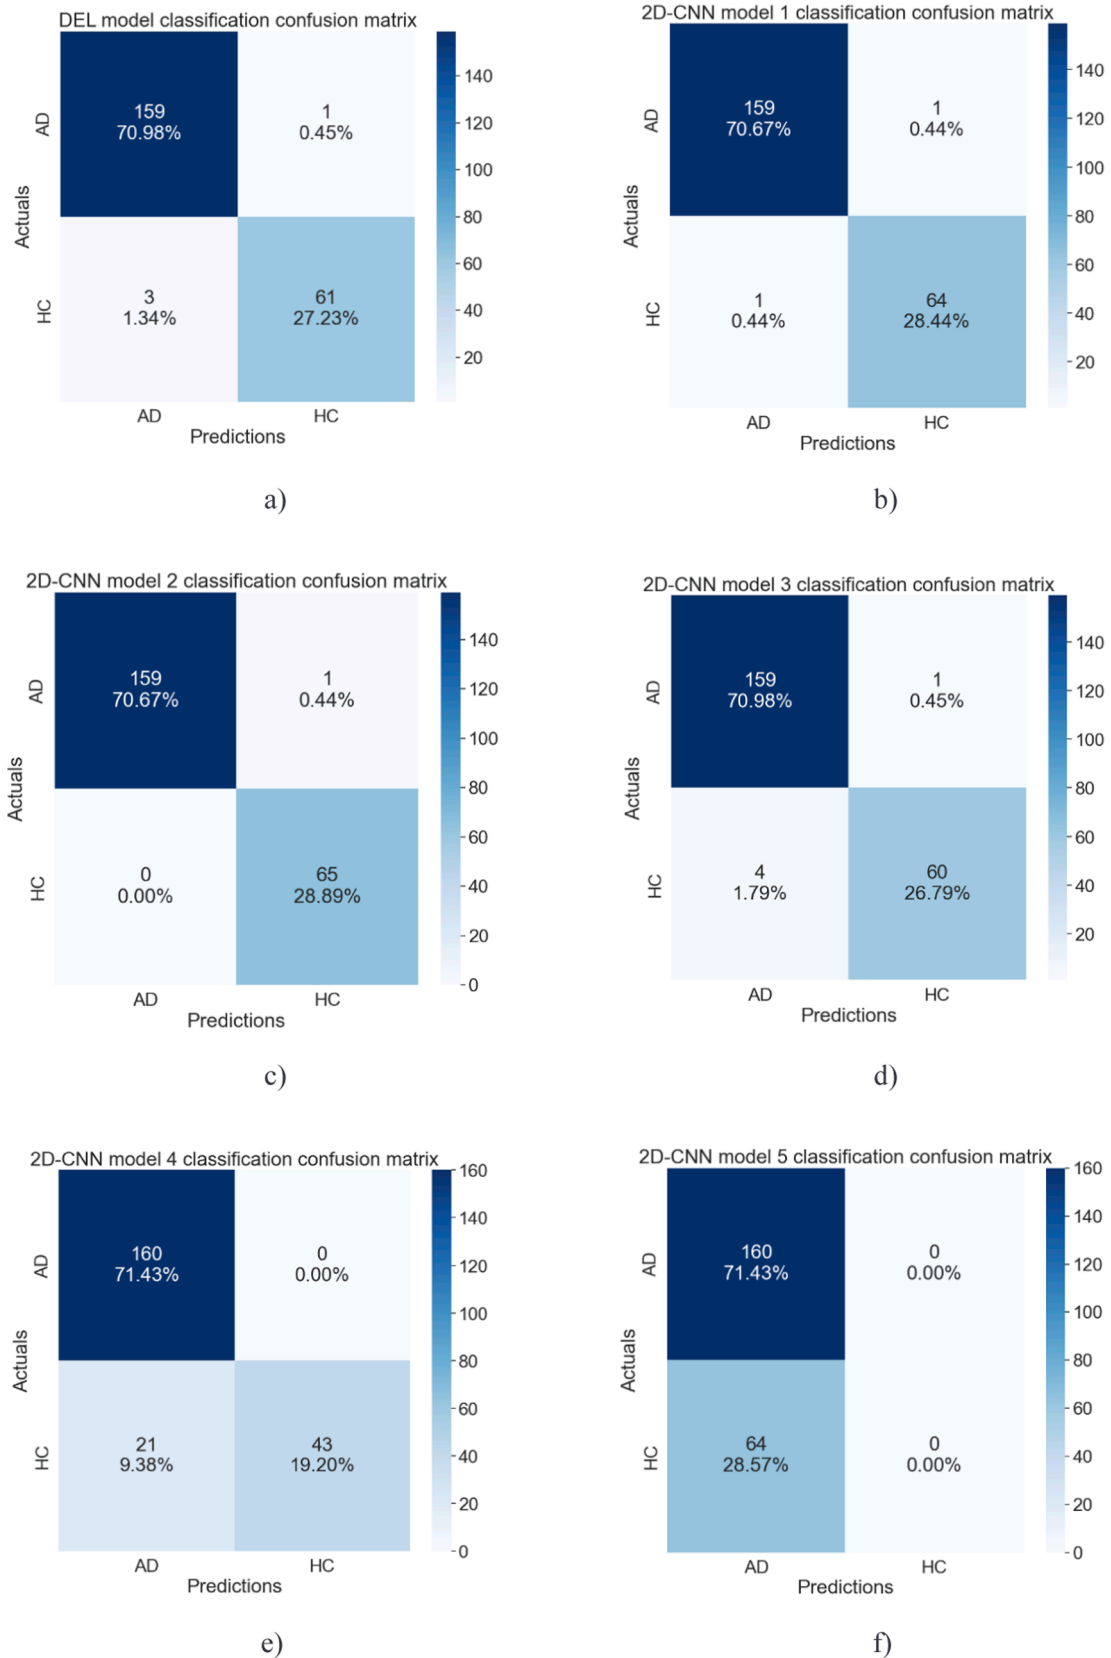 DEL model classification confusion matrix
AD
159
70.98%
1
0.45%
HC
3
1.34%
61
27.23%
Actuals
AD
HC
Predictions
140
120
100
80
60
40
20
a)
2D-CNN model 1 classification confusion matrix
AD
159
70.67%
1
0.44%
HC
1
0.44%
64
28.44%
Actuals
AD
HC
Predictions
140
120
100
80
60
40
20
b)
2D-CNN model 2 classification confusion matrix
AD
159
70.67%
1
0.44%
HC
0
0.00%
65
28.89%
Actuals
AD
HC
Predictions
140
120
100
80
60
40
20
0
c)
2D-CNN model 3 classification confusion matrix
AD
159
70.98%
1
0.45%
HC
4
1.79%
60
26.79%
Actuals
AD
HC
Predictions
140
120
100
80
60
40
20
d)
2D-CNN model 4 classification confusion matrix
AD
160
71.43%
0
0.00%
HC
21
9.38%
43
19.20%
Actuals
AD
HC
Predictions
160
140
120
100
80
60
40
20
0
e)
2D-CNN model 5 classification confusion matrix
AD
160
71.43%
0
0.00%
HC
64
28.57%
0
0.00%
Actuals
AD
HC
Predictions
160
140
120
100
80
60
40
20
0
f)